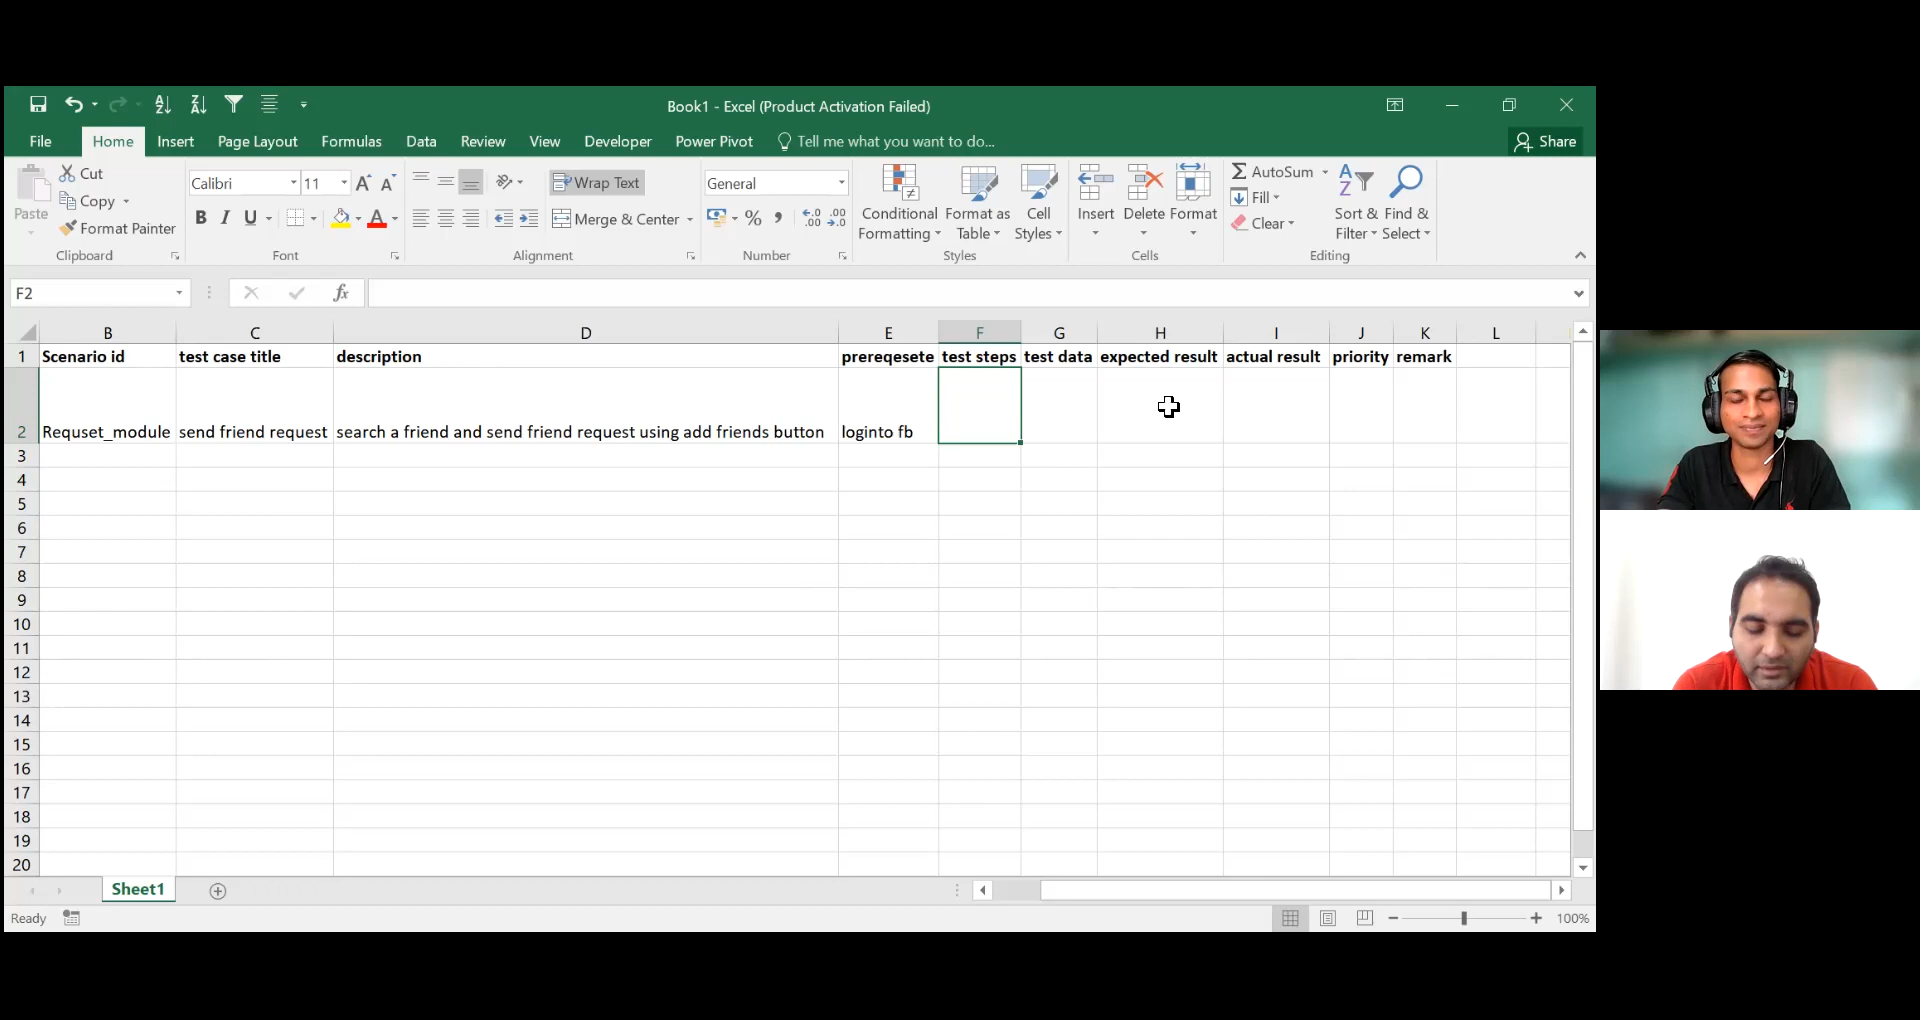 Book1 - Excel (Product Activation Failed)
File Home Insert Page Layout Formulas Data Review View Developer Power Pivot Tell me what you want to do... Share
Paste
Cut
Copy
Format Painter
Clipboard
Calibri 11
B I U
Font
Wrap Text
Merge & Center
Alignment
General
Number
Conditional Formatting
Format as Table
Cell Styles
Styles
Insert Delete Format
Cells
AutoSum
Fill
Clear
Sort & Filter
Find & Select
Editing
F2 fx
B C D E F G H I J K L
1 Scenario id test case title description prereqesete test steps test data expected result actual result priority remark
2 Requset_module send friend request search a friend and send friend request using add friends button loginto fb
3
4
5
6
7
8
9
10
11
12
13
14
15
16
17
18
19
20
Sheet1
Ready 100%